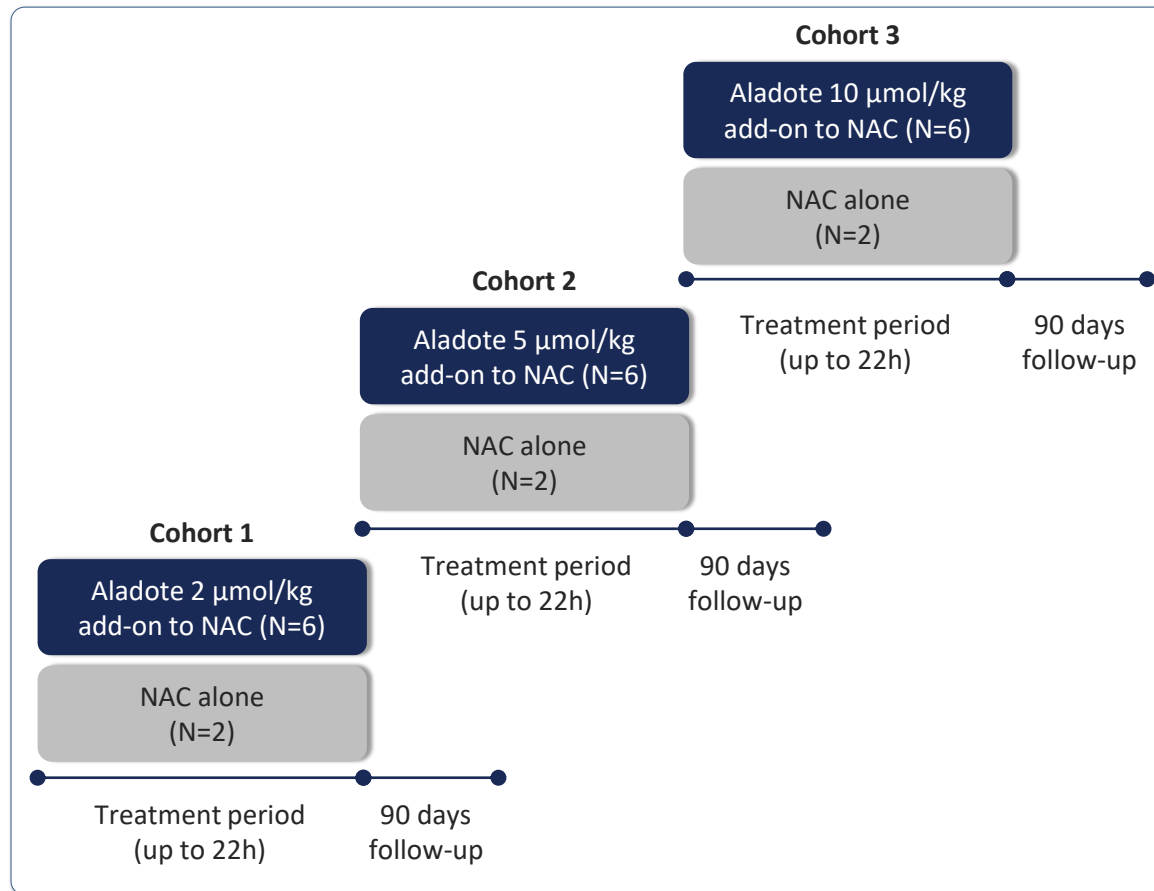 Cohort 3
Aladote 10 µmol/kg
add-on to NAC (N=6)
NAC alone
(N=2)
Treatment period
(up to 22h)
90 days
follow-up
Cohort 2
Aladote 5 µmol/kg
add-on to NAC (N=6)
NAC alone
(N=2)
Treatment period
(up to 22h)
90 days
follow-up
Cohort 1
Aladote 2 µmol/kg
add-on to NAC (N=6)
NAC alone
(N=2)
Treatment period
(up to 22h)
90 days
follow-up